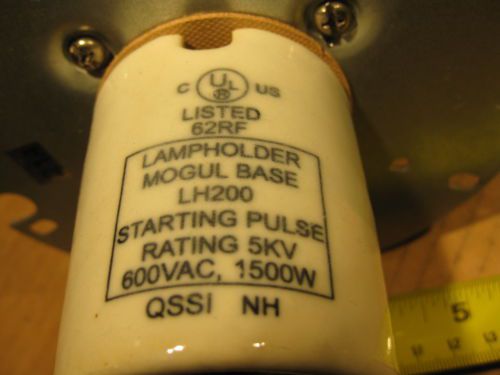 C UL US
LISTED
62RF
LAMPHOLDER
MOGUL BASE
LH200
STARTING PULSE
RATING 5KV
600VAC, 1500W
QSSI NH
5